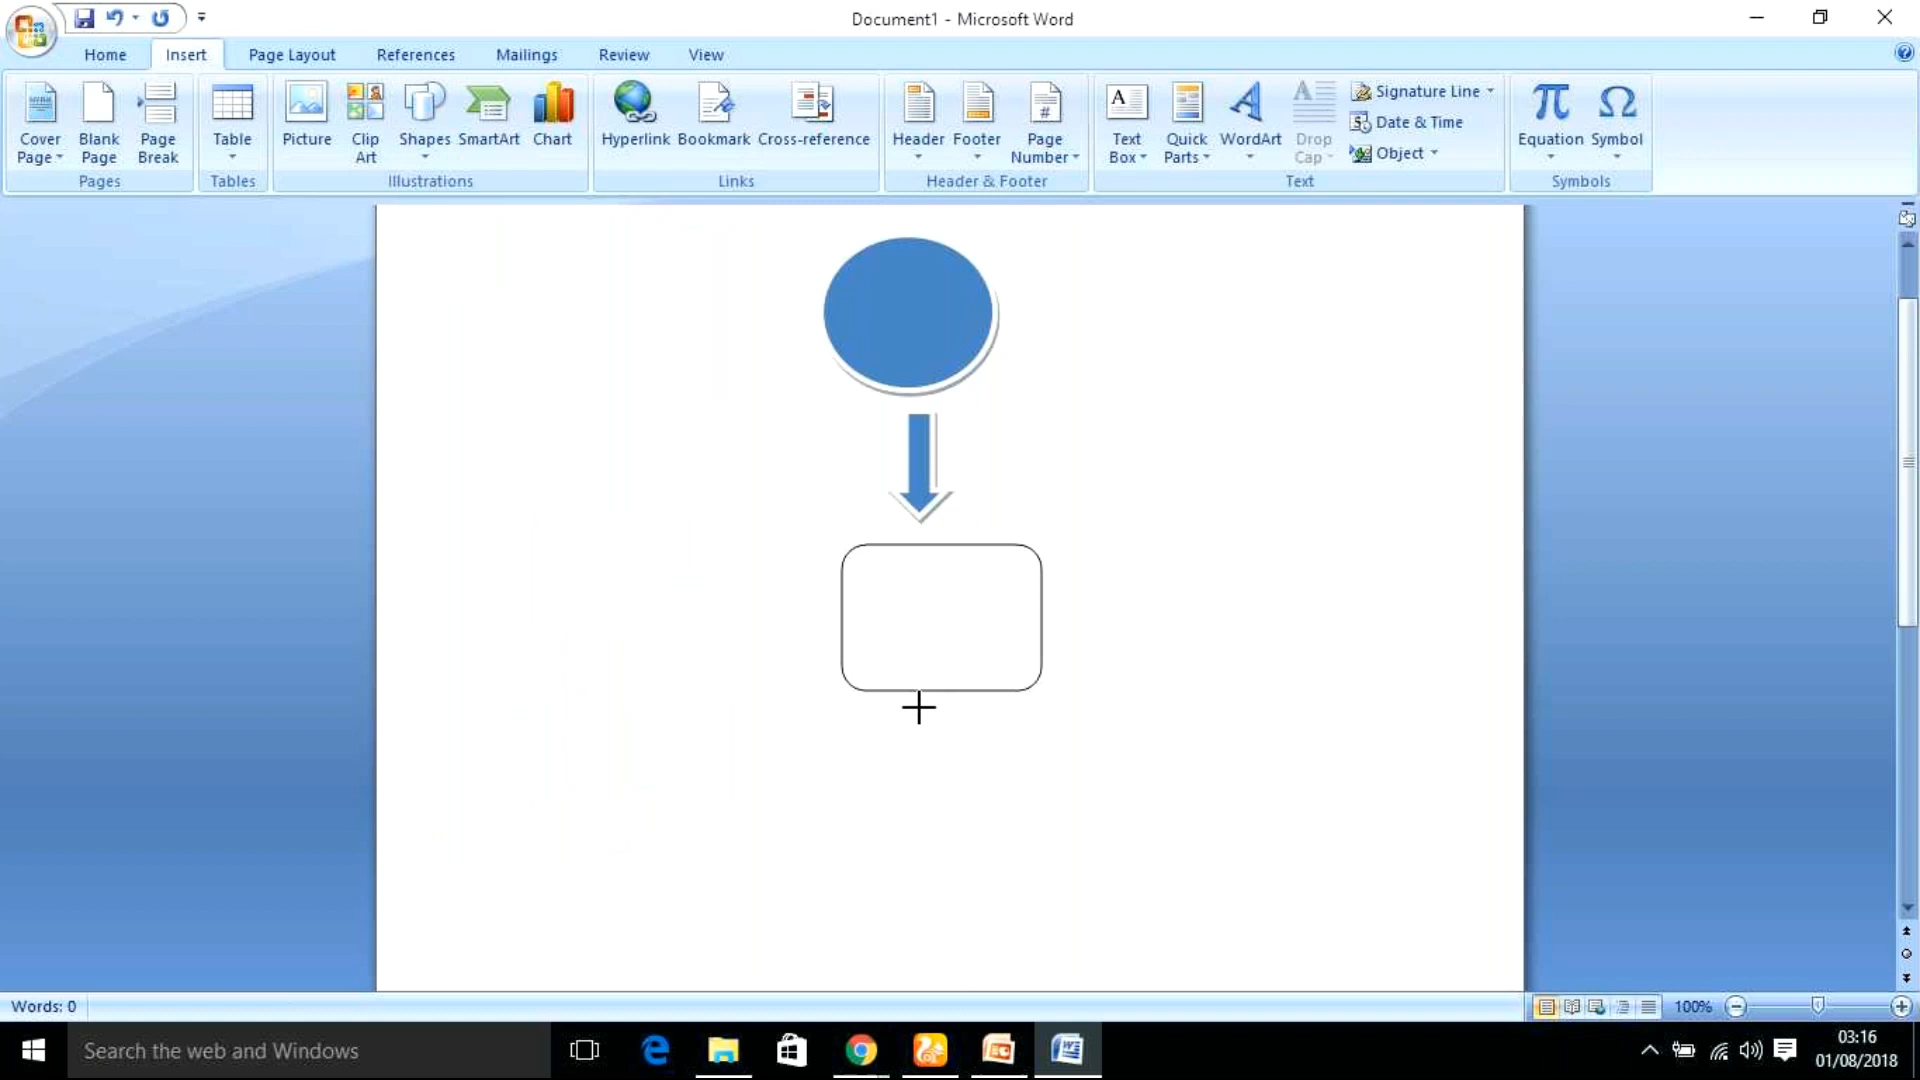 Document1 - Microsoft Word
Home Insert Page Layout References Mailings Review View
Cover Page
Blank Page
Page Break
Pages
Table
Tables
Picture
Clip Art
Shapes
SmartArt
Chart
Illustrations
Hyperlink
Bookmark
Cross-reference
Links
Header
Footer
Page Number
Header & Footer
A
Text Box
Quick Parts
WordArt
Drop Cap
Signature Line
Date & Time
Object
Text
π
Equation
Ω
Symbol
Symbols
Words: 0
100%
Search the web and Windows
03:16
01/08/2018